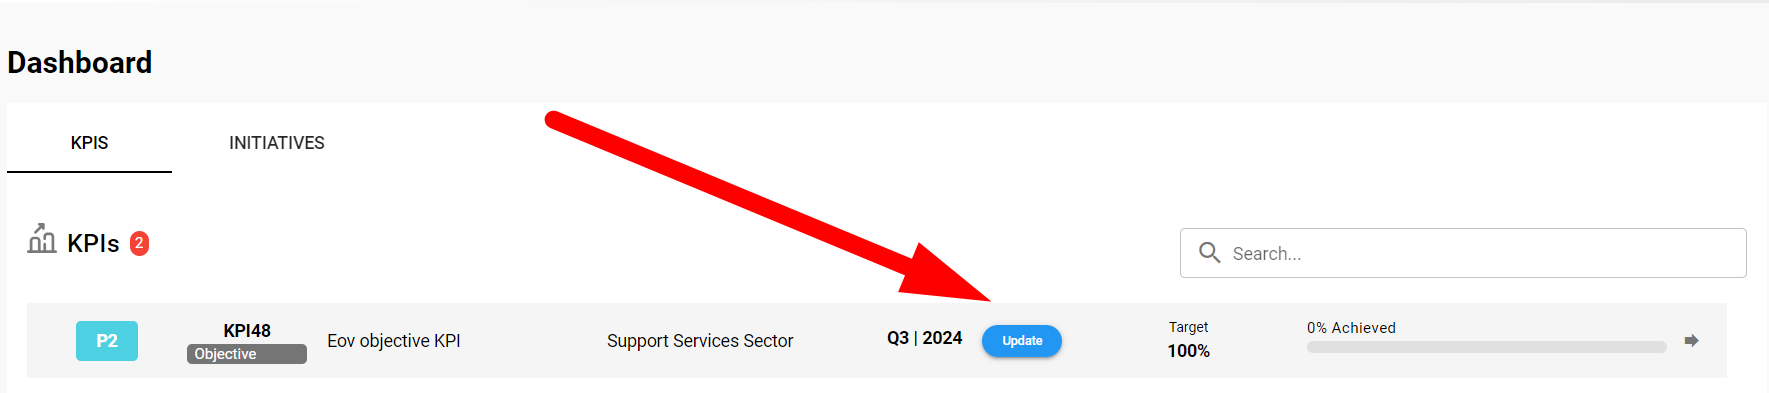 Dashboard
KPIS INITIATIVES
KPIs 2
Search...
P2 KPI48 Objective Eov objective KPI Support Services Sector Q3 | 2024 Update Target 100% 0% Achieved